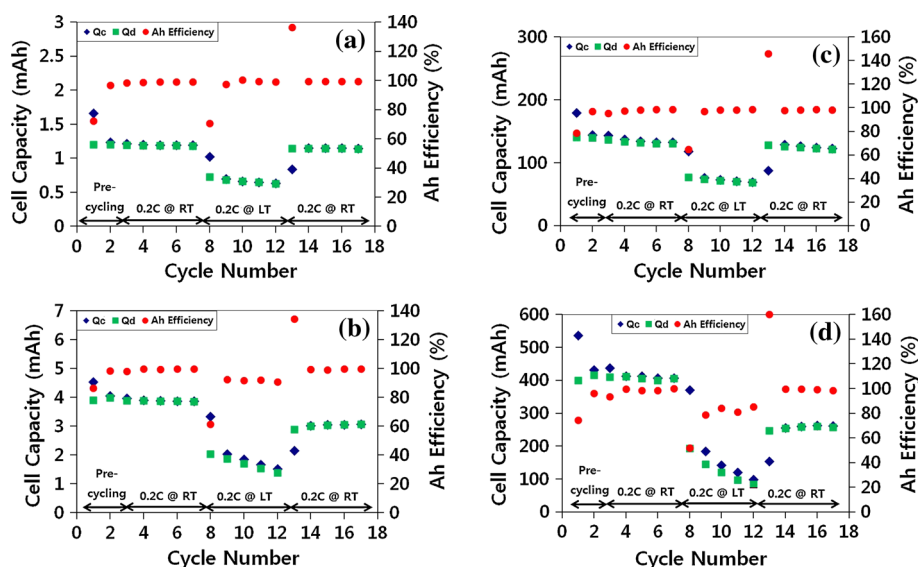 3
2.5
2
1.5
1
0.5
0
Cell Capacity (mAh)
Qc Qd Ah Efficiency
(a)
140
120
100
80
60
40
20
0
Ah Efficiency (%)
Pre-
cycling
0.2C @ RT
0.2C @ LT
0.2C @ RT
0 2 4 6 8 10 12 14 16 18
Cycle Number
300
200
100
0
Cell Capacity (mAh)
Qc Qd Ah Efficiency
(c)
160
140
120
100
80
60
40
20
0
Ah Efficiency (%)
Pre-
cycling
0.2C @ RT
0.2C @ LT
0.2C @ RT
0 2 4 6 8 10 12 14 16 18
Cycle Number
7
6
5
4
3
2
1
0
Cell Capacity (mAh)
Qc Qd Ah Efficiency
(b)
140
120
100
80
60
40
20
0
Ah Efficiency (%)
Pre-
cycling
0.2C @ RT
0.2C @ LT
0.2C @ RT
0 2 4 6 8 10 12 14 16 18
Cycle Number
600
500
400
300
200
100
0
Cell Capacity (mAh)
Qc Qd Ah Efficiency
(d)
160
140
120
100
80
60
40
20
0
Ah Efficiency (%)
Pre-
cycling
0.2C @ RT
0.2C @ LT
0.2C @ RT
0 2 4 6 8 10 12 14 16 18
Cycle Number